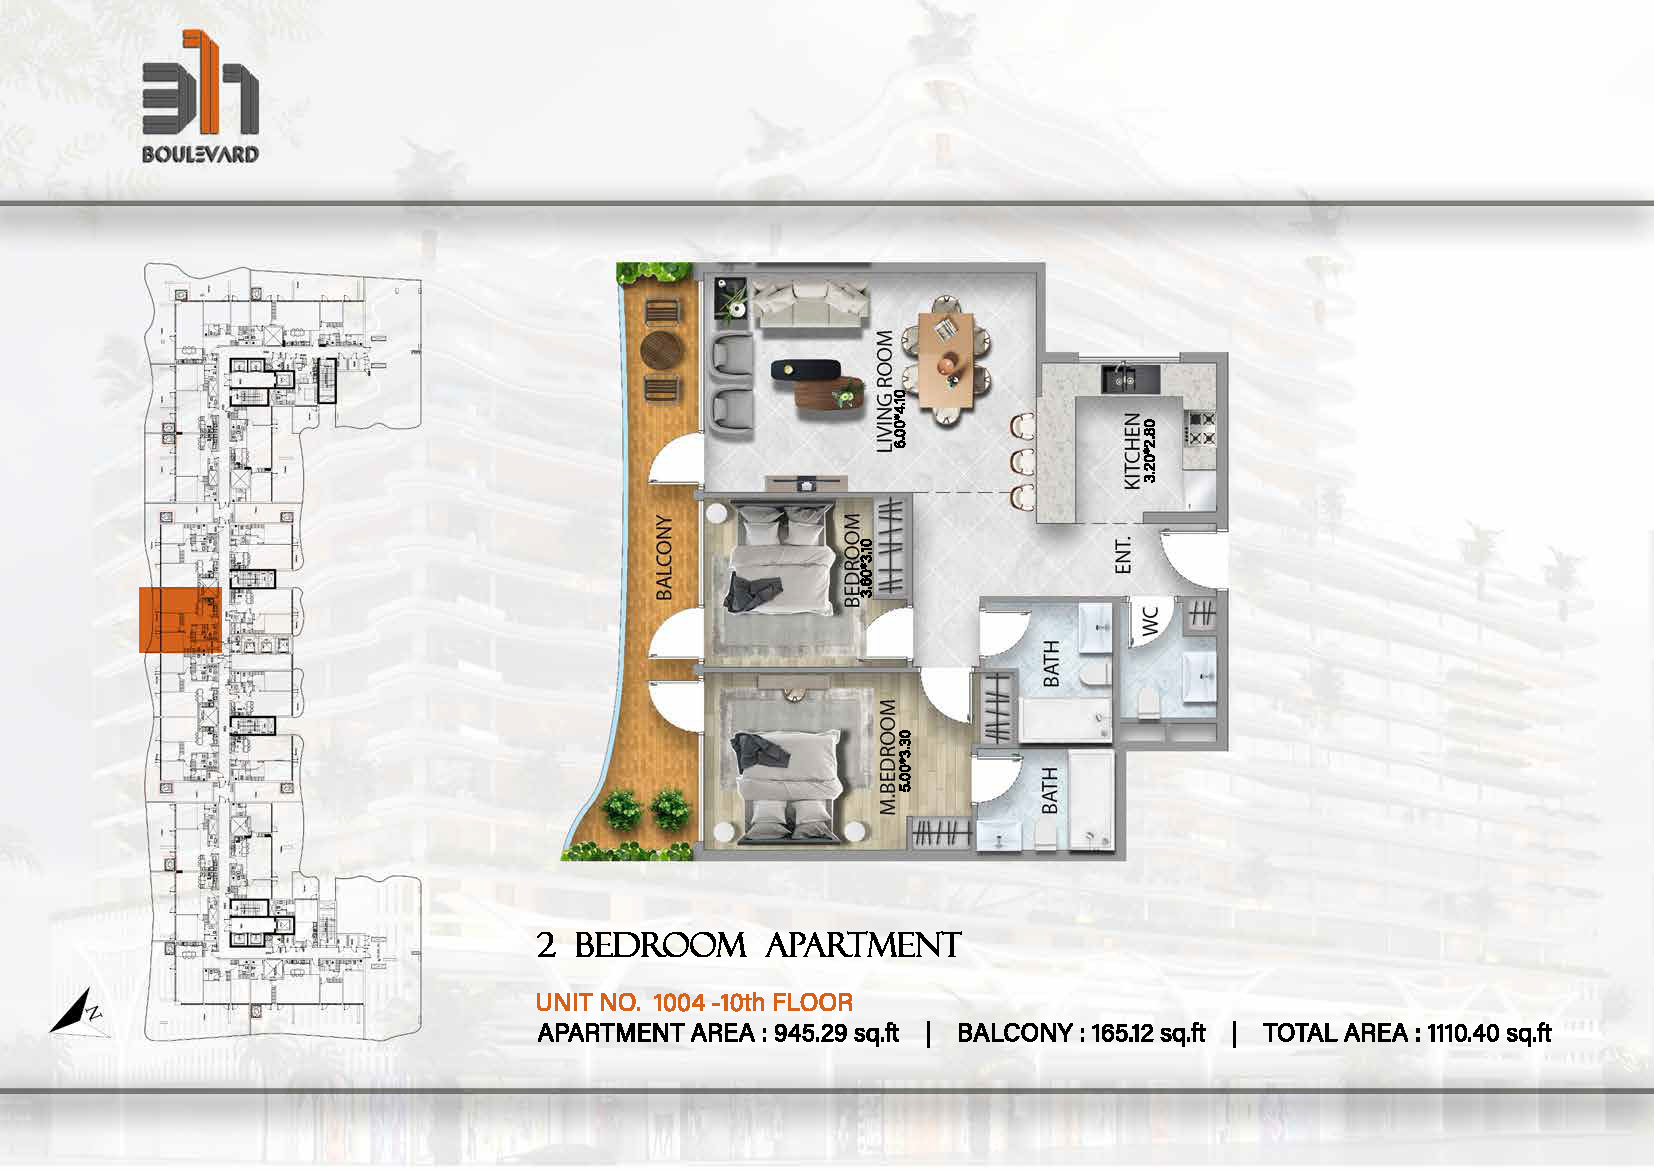 311
BOULEVARD
LIVING ROOM
6.00*4.10
KITCHEN
3.20*2.80
BALCONY
BEDROOM
3.60*3.10
ENT.
WC
BATH
M.BEDROOM
5.00*3.30
BATH
N
2 BEDROOM APARTMENT
UNIT NO. 1004 -10th FLOOR
APARTMENT AREA : 945.29 sq.ft | BALCONY : 165.12 sq.ft | TOTAL AREA : 1110.40 sq.ft